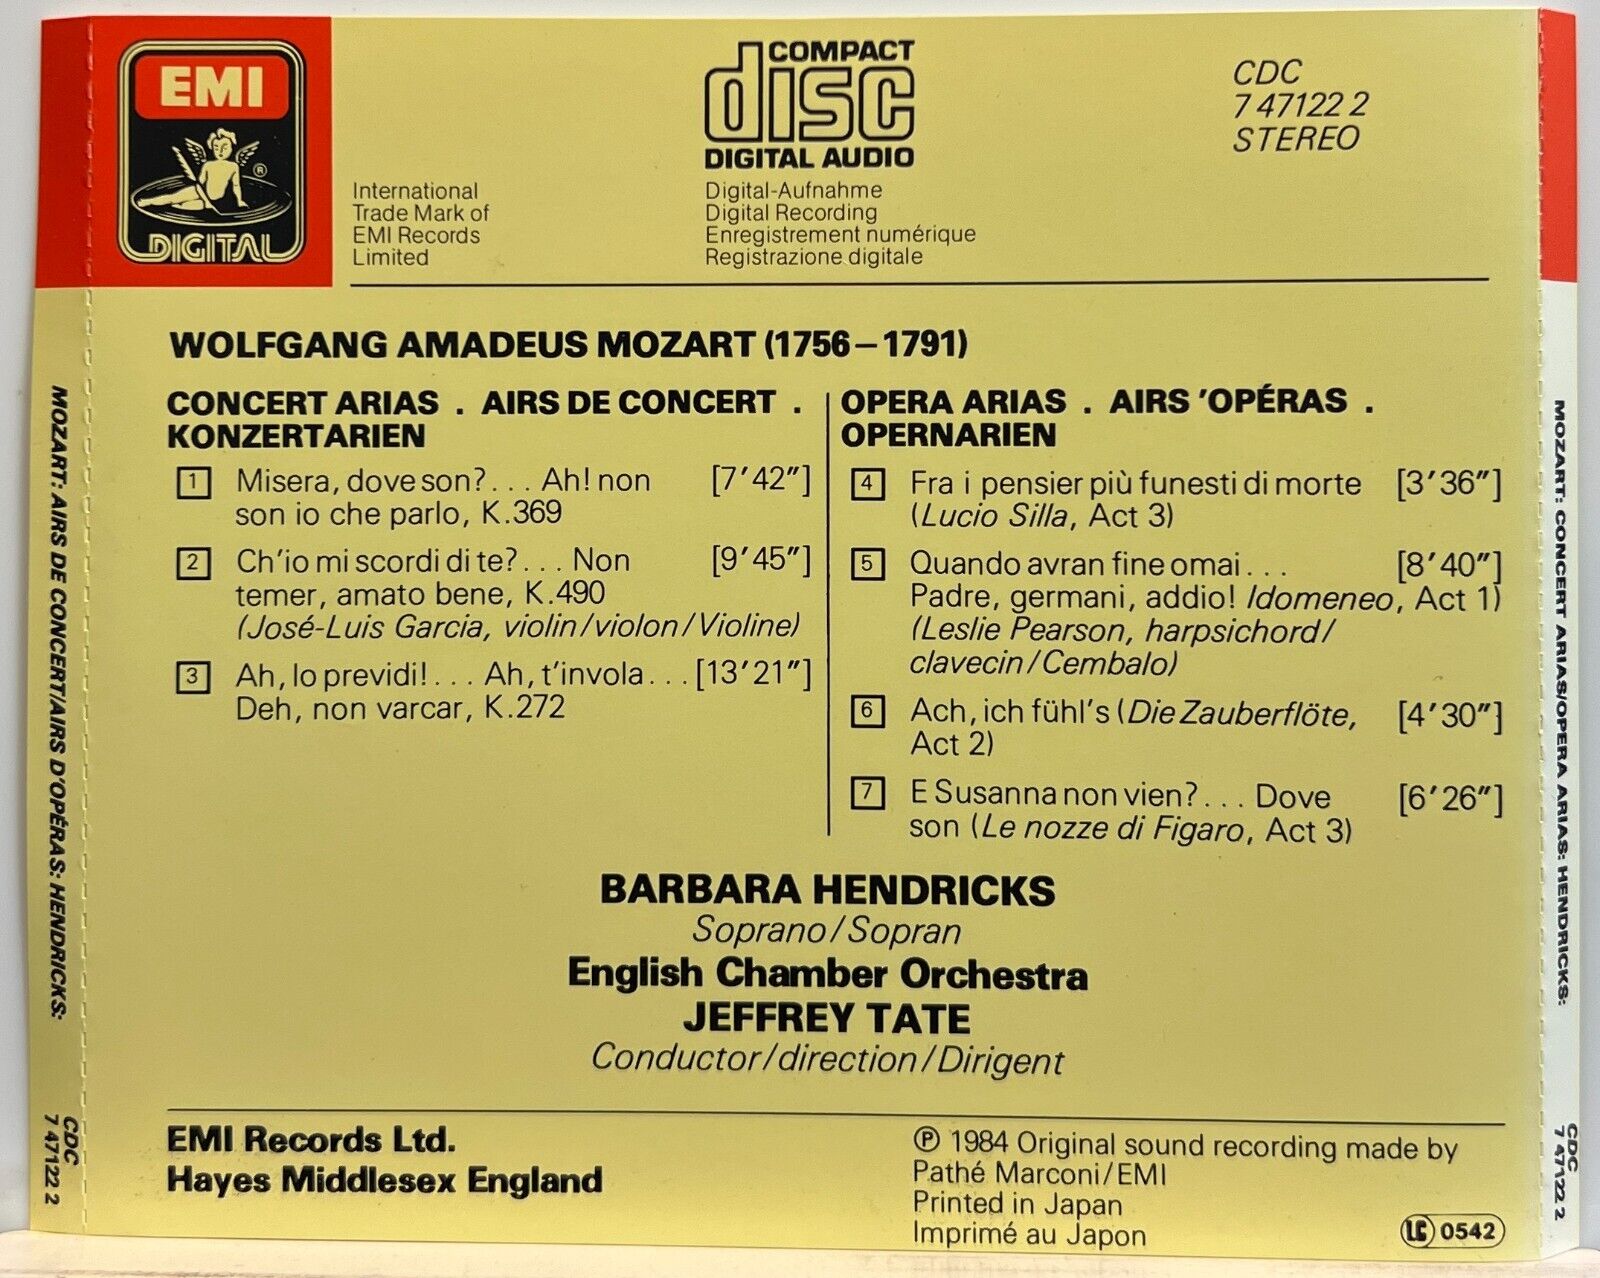 EMI
DIGITAL
®
International
Trade Mark of
EMI Records
Limited
COMPACT
disc
DIGITAL AUDIO
Digital-Aufnahme
Digital Recording
Enregistrement numérique
Registrazione digitale
CDC
7 47122 2
STEREO
WOLFGANG AMADEUS MOZART (1756–1791)
CONCERT ARIAS . AIRS DE CONCERT .
KONZERTARIEN
1 Misera, dove son?... Ah! non [7'42"]
son io che parlo, K.369
2 Ch'io mi scordi di te?... Non [9'45"]
temer, amato bene, K.490
(José-Luis Garcia, violin/violon/Violine)
3 Ah, lo previdi!... Ah, t'invola... [13'21"]
Deh, non varcar, K.272
OPERA ARIAS . AIRS 'OPÉRAS .
OPERNARIEN
4 Fra i pensier più funesti di morte [3'36"]
(Lucio Silla, Act 3)
5 Quando avran fine omai... [8'40"]
Padre, germani, addio! Idomeneo, Act 1)
(Leslie Pearson, harpsichord/
clavecin/Cembalo)
6 Ach, ich fühl's (Die Zauberflöte, [4'30"]
Act 2)
7 E Susanna non vien?... Dove [6'26"]
son (Le nozze di Figaro, Act 3)
BARBARA HENDRICKS
Soprano/Sopran
English Chamber Orchestra
JEFFREY TATE
Conductor/direction/Dirigent
EMI Records Ltd.
Hayes Middlesex England
℗ 1984 Original sound recording made by
Pathé Marconi/EMI
Printed in Japan
Imprimé au Japon
LC 0542
MOZART: AIRS DE CONCERT/AIRS D'OPÉRAS: HENDRICKS:
CDC
7 47122 2
MOZART: CONCERT ARIAS/OPERA ARIAS: HENDRICKS:
CDC
7 47122 2